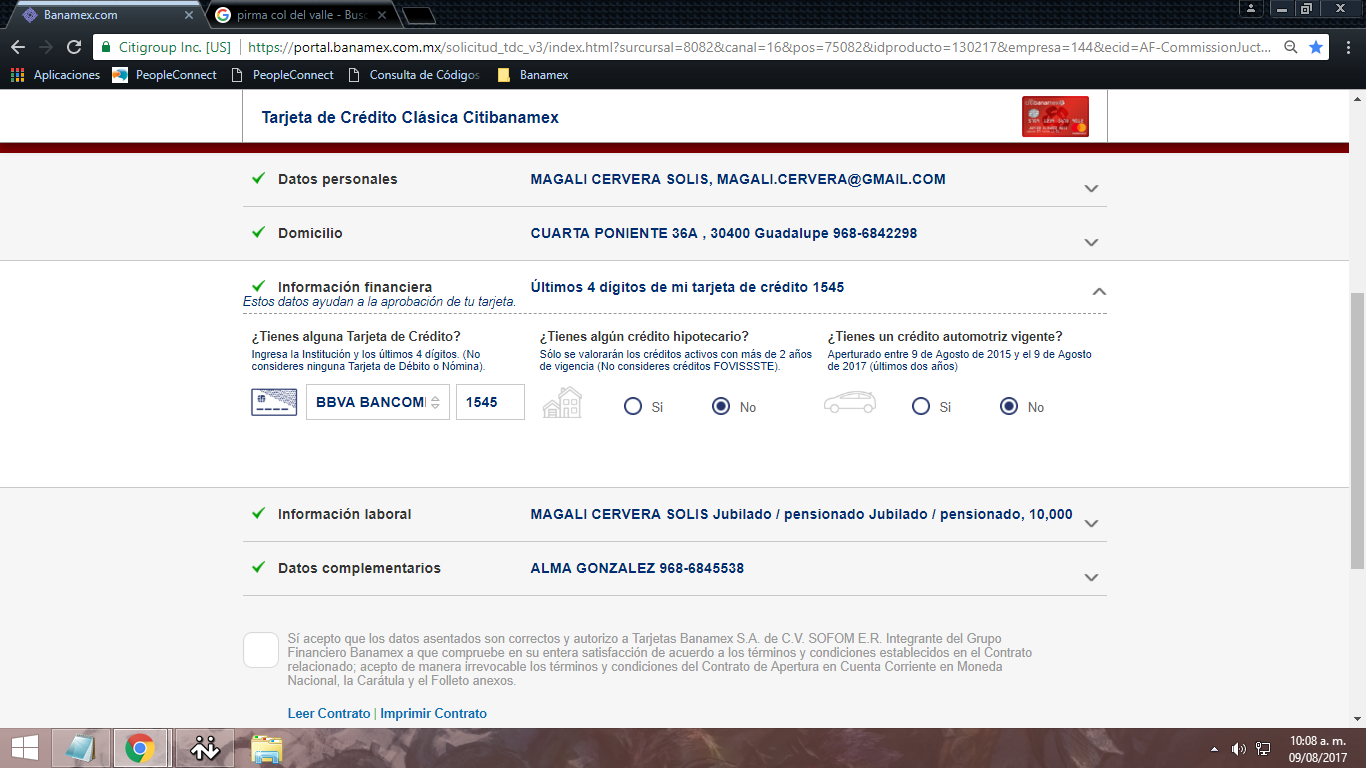 Banamex.com
pirma col del valle - Busc
Citigroup Inc. [US] | https://portal.banamex.com.mx/solicitud_tdc_v3/index.html?surcursal=8082&canal=16&pos=75082&idproducto=130217&empresa=144&ecid=AF-CommissionJuct...
Aplicaciones PeopleConnect PeopleConnect Consulta de Códigos Banamex
Tarjeta de Crédito Clásica Citibanamex
Datos personales MAGALI CERVERA SOLIS, MAGALI.CERVERA@GMAIL.COM
Domicilio CUARTA PONIENTE 36A , 30400 Guadalupe 968-6842298
Información financiera Últimos 4 dígitos de mi tarjeta de crédito 1545
Estos datos ayudan a la aprobación de tu tarjeta.
¿Tienes alguna Tarjeta de Crédito?
Ingresa la Institución y los últimos 4 dígitos. (No
consideres ninguna Tarjeta de Débito o Nómina).
BBVA BANCOM 1545
¿Tienes algún crédito hipotecario?
Sólo se valorarán los créditos activos con más de 2 años
de vigencia (No consideres créditos FOVISSSTE).
Si No
¿Tienes un crédito automotriz vigente?
Aperturado entre 9 de Agosto de 2015 y el 9 de Agosto
de 2017 (últimos dos años)
Si No
Información laboral MAGALI CERVERA SOLIS Jubilado / pensionado Jubilado / pensionado, 10,000
Datos complementarios ALMA GONZALEZ 968-6845538
Sí acepto que los datos asentados son correctos y autorizo a Tarjetas Banamex S.A. de C.V. SOFOM E.R. Integrante del Grupo
Financiero Banamex a que compruebe en su entera satisfacción de acuerdo a los términos y condiciones establecidos en el Contrato
relacionado; acepto de manera irrevocable los términos y condiciones del Contrato de Apertura en Cuenta Corriente en Moneda
Nacional, la Carátula y el Folleto anexos.
Leer Contrato | Imprimir Contrato
10:08 a. m.
09/08/2017